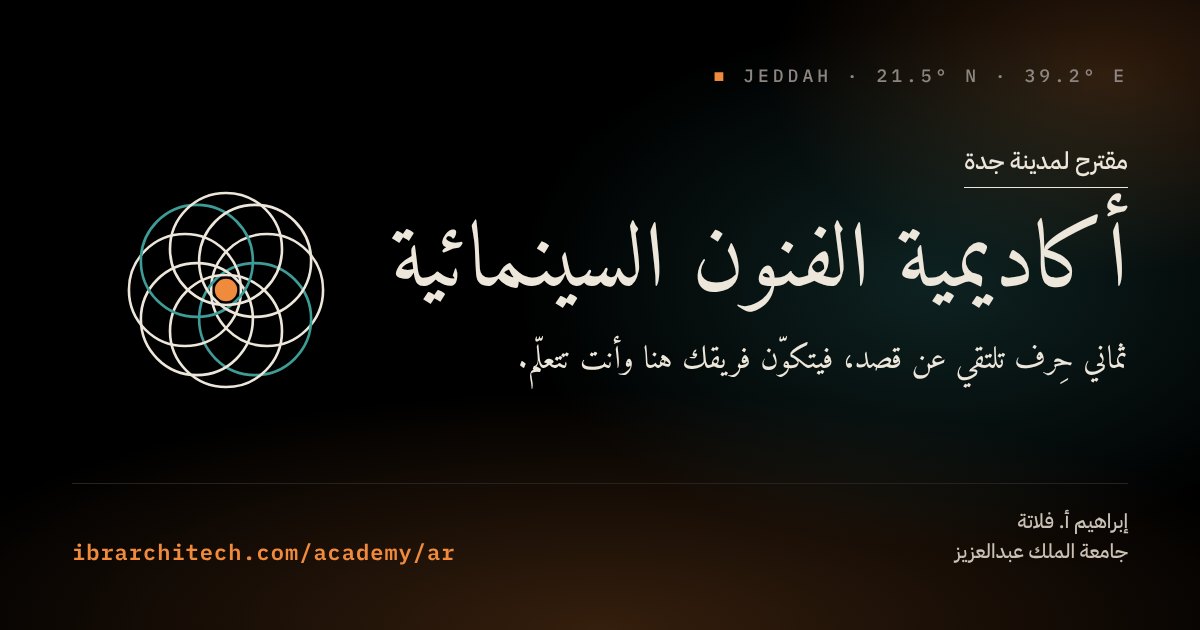 JEDDAH · 21.5° N · 39.2° E
مقترح لمدينة جدة
أكاديمية الفنون السينمائية
ثماني حِرف تلتقي عن قصد، فيتكوّن فريقك هنا وأنت تتعلّم.
إبراهيم أ. فلاتة
جامعة الملك عبدالعزيز
ibrarchitech.com/academy/ar